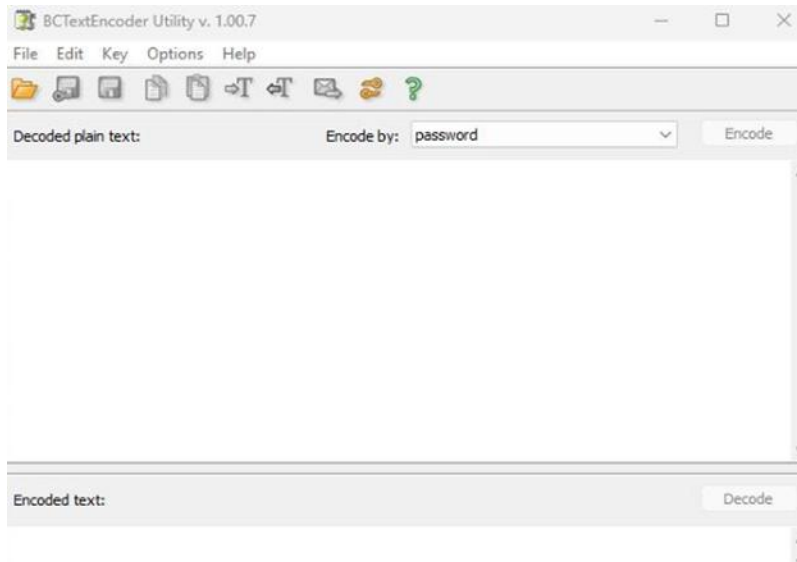 BCTextEncoder Utility v. 1.00.7
File Edit Key Options Help
Decoded plain text: Encode by: password Encode
Encoded text: Decode